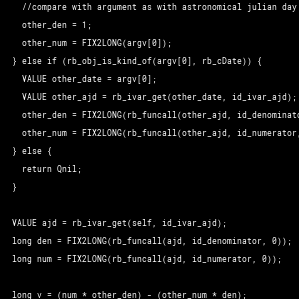 //compare with argument as with astronomical julian day
other_den = 1;
other_num = FIX2LONG(argv[0]);
} else if (rb_obj_is_kind_of(argv[0], rb_cDate)) {
VALUE other_date = argv[0];
VALUE other_ajd = rb_ivar_get(other_date, id_ivar_ajd);
other_den = FIX2LONG(rb_funcall(other_ajd, id_denominato
other_num = FIX2LONG(rb_funcall(other_ajd, id_numerator,
} else {
return Qnil;
}
VALUE ajd = rb_ivar_get(self, id_ivar_ajd);
long den = FIX2LONG(rb_funcall(ajd, id_denominator, 0));
long num = FIX2LONG(rb_funcall(ajd, id_numerator, 0));
long v = (num * other_den) - (other_num * den);